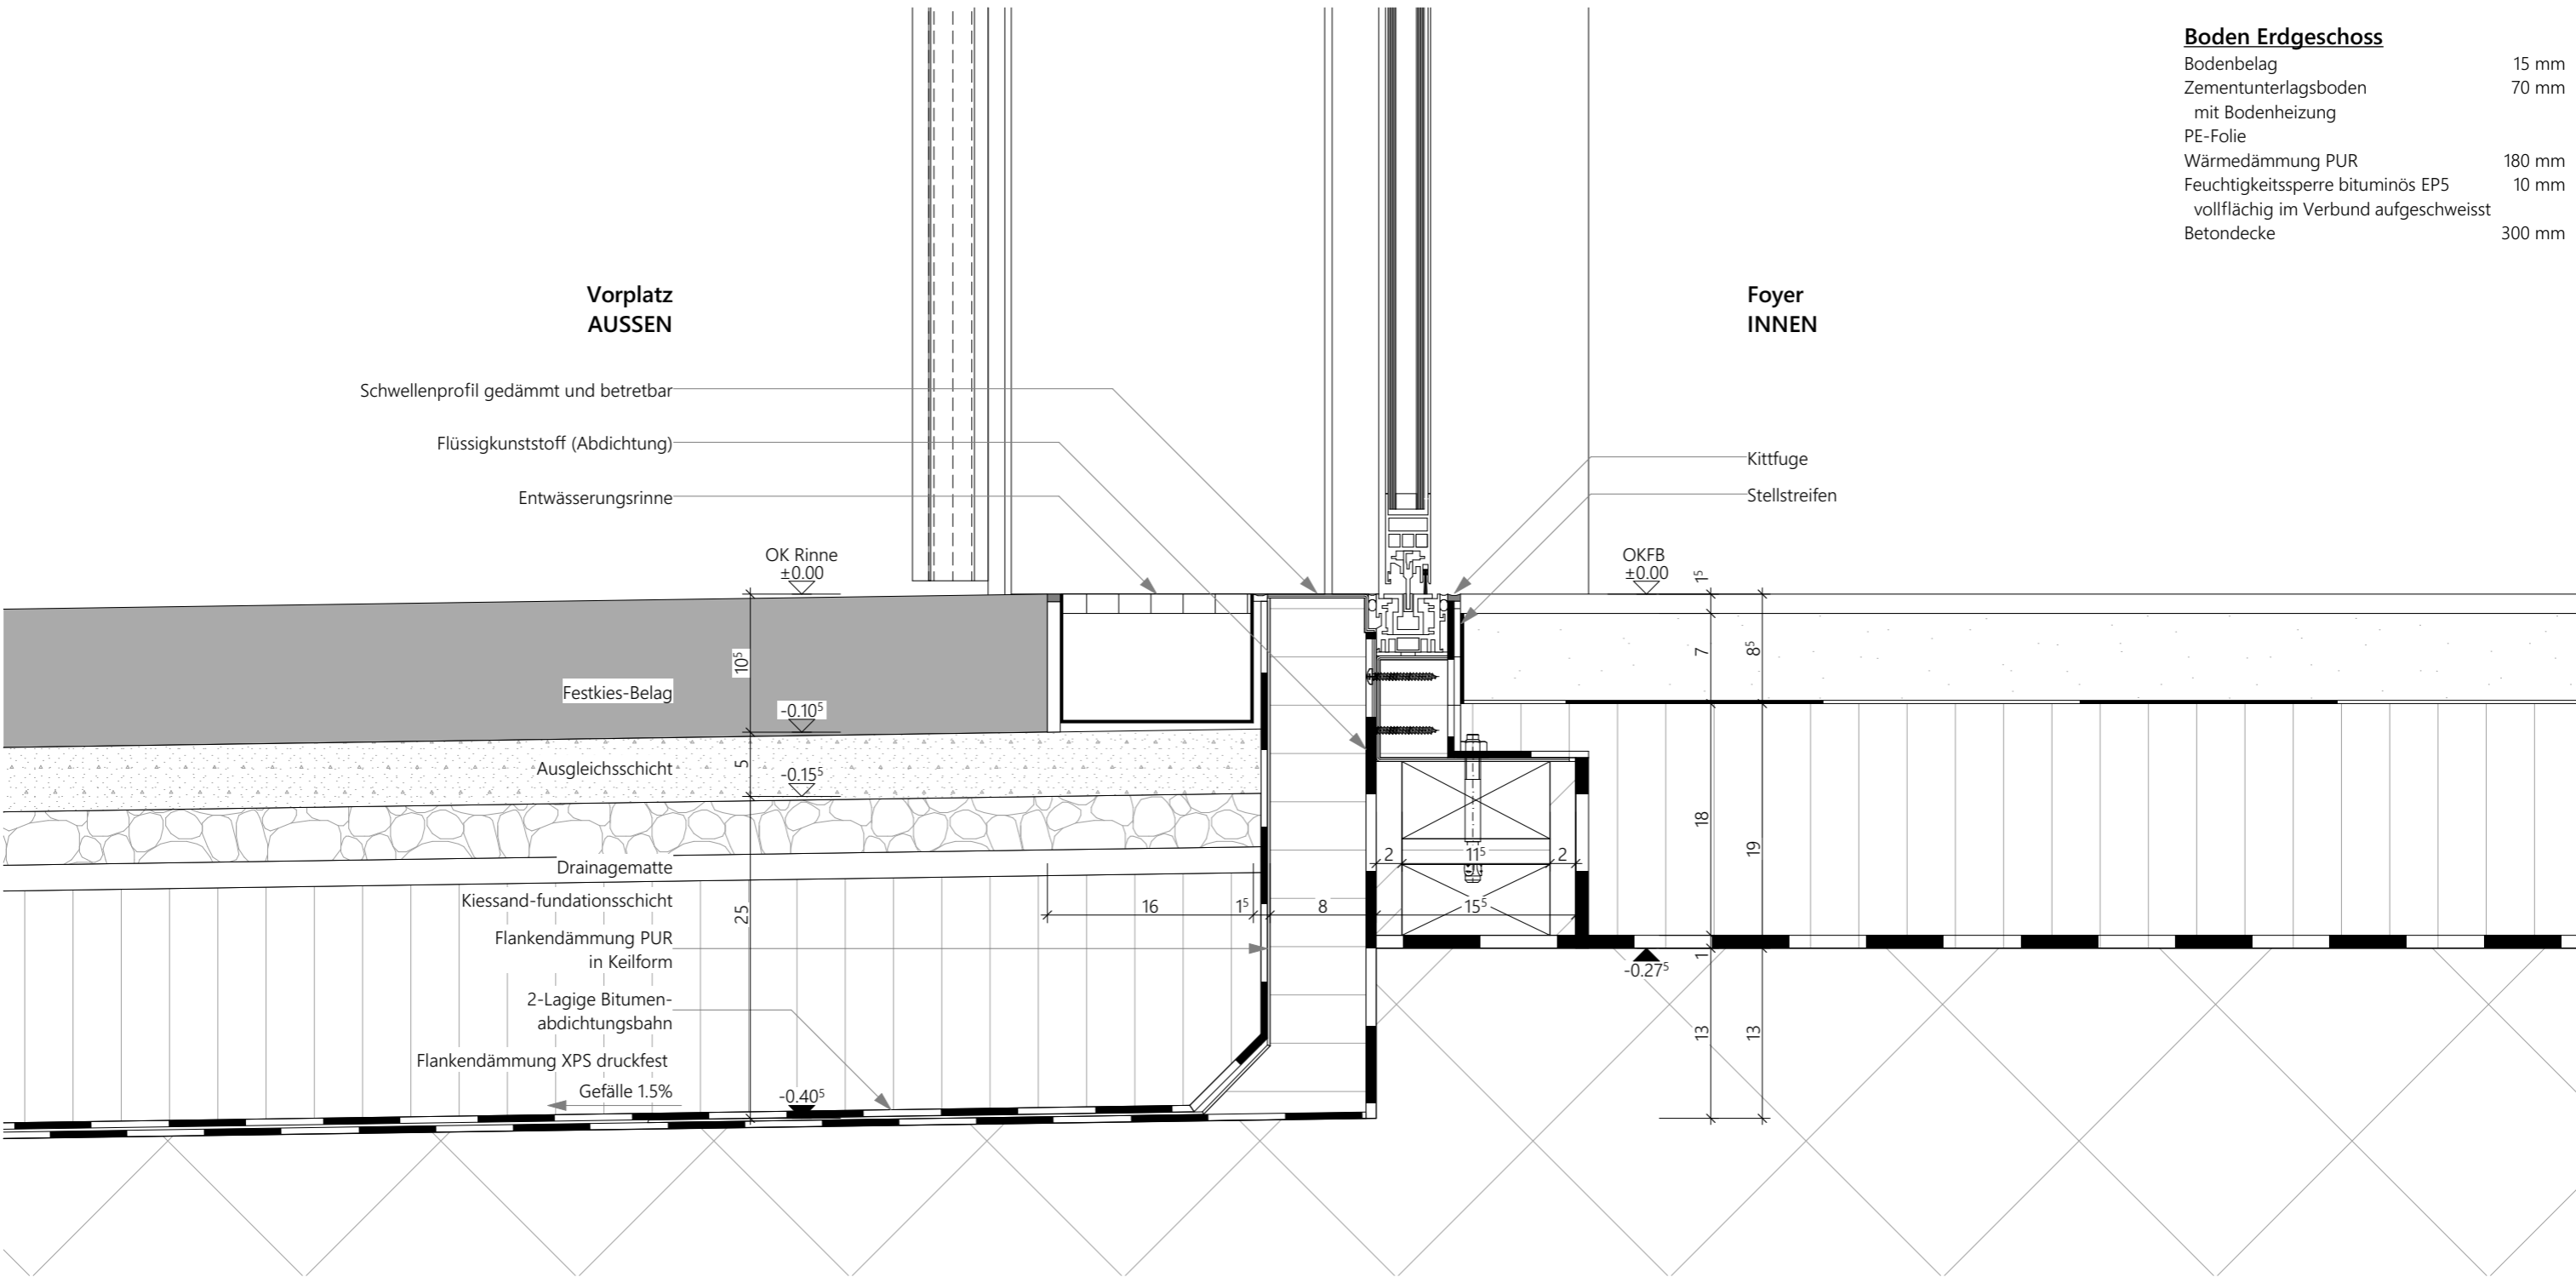 Boden Erdgeschoss
Bodenbelag 15 mm
Zementunterlagsboden 70 mm
mit Bodenheizung
PE-Folie
Wärmedämmung PUR 180 mm
Feuchtigkeitssperre bituminös EP5 10 mm
vollflächig im Verbund aufgeschweisst
Betondecke 300 mm
Vorplatz
AUSSEN
Foyer
INNEN
Schwellenprofil gedämmt und betretbar
Flüssigkunststoff (Abdichtung)
Entwässerungsrinne
Kittfuge
Stellstreifen
OK Rinne
±0.00
OKFB
±0.00
1⁵
10⁵
7
8⁵
Festkies-Belag
-0.10⁵
Ausgleichsschicht
5
-0.15⁵
18
19
2
11⁵
2
Drainagematte
Kiessand-fundationsschicht
25
16
1⁵
8
15⁵
Flankendämmung PUR
in Keilform
1
-0.27⁵
2-Lagige Bitumen-
abdichtungsbahn
13
13
Flankendämmung XPS druckfest
Gefälle 1.5%
-0.40⁵